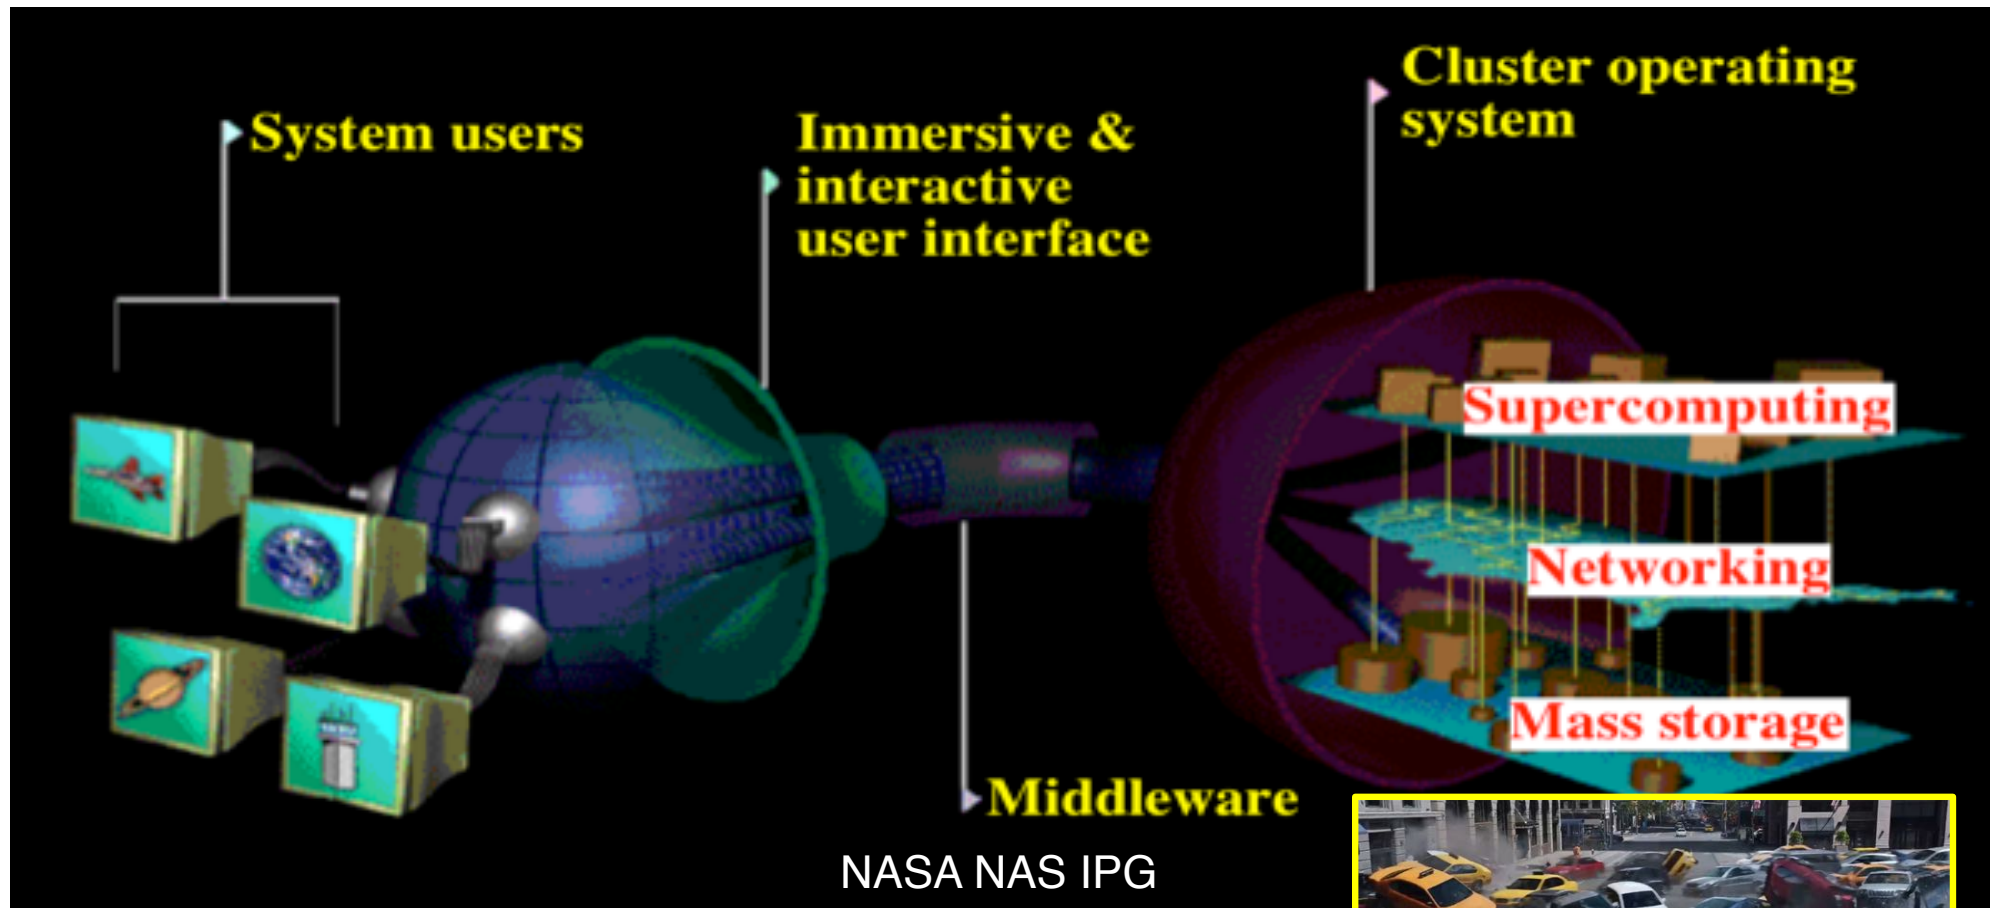 System users
Immersive &
interactive
user interface
Cluster operating
system
Supercomputing
Networking
Mass storage
Middleware
NASA NAS IPG